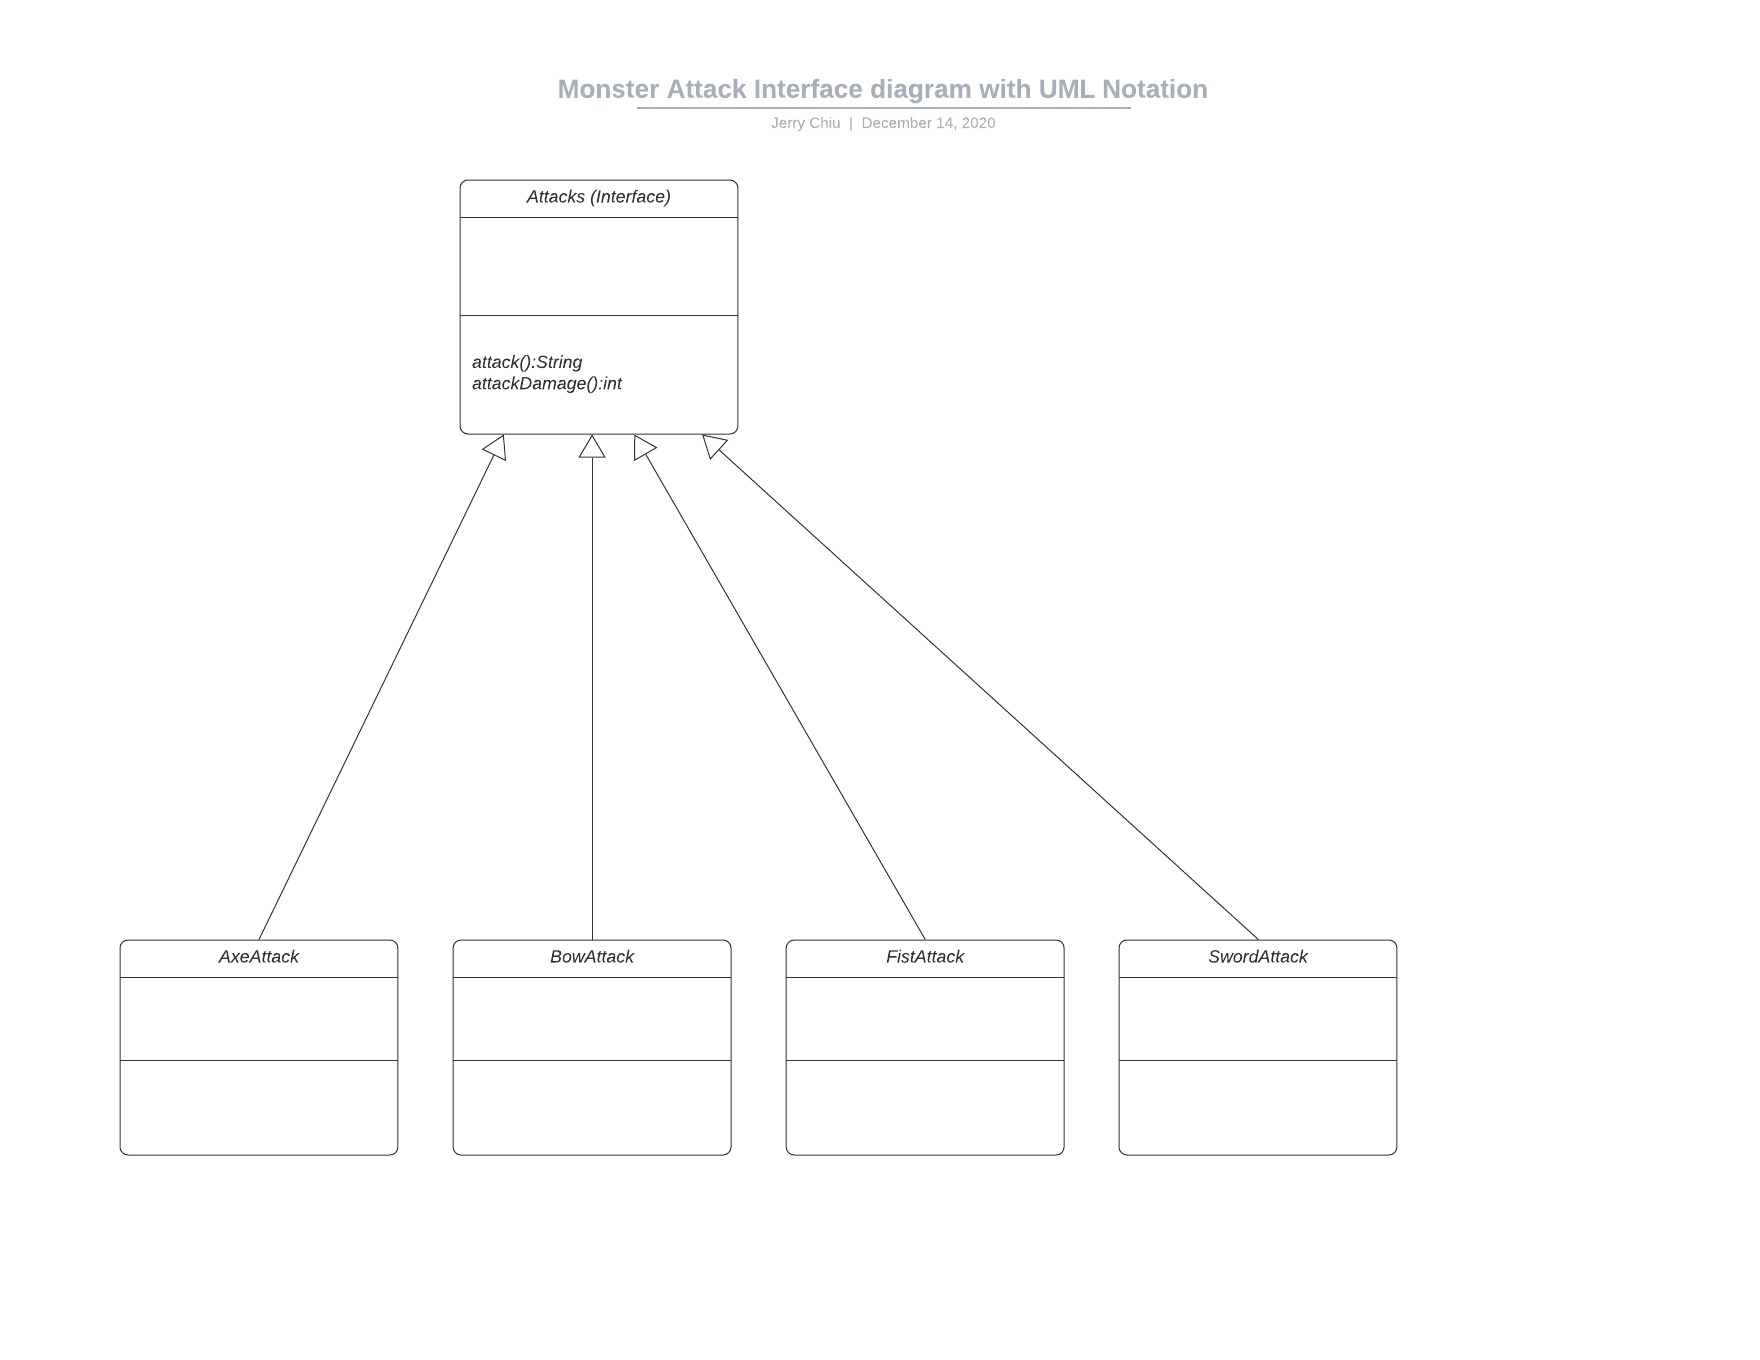 Monster Attack Interface diagram with UML Notation
Jerry Chiu | December 14, 2020
Attacks (Interface)
attack():String
attackDamage():int
AxeAttack
BowAttack
FistAttack
SwordAttack